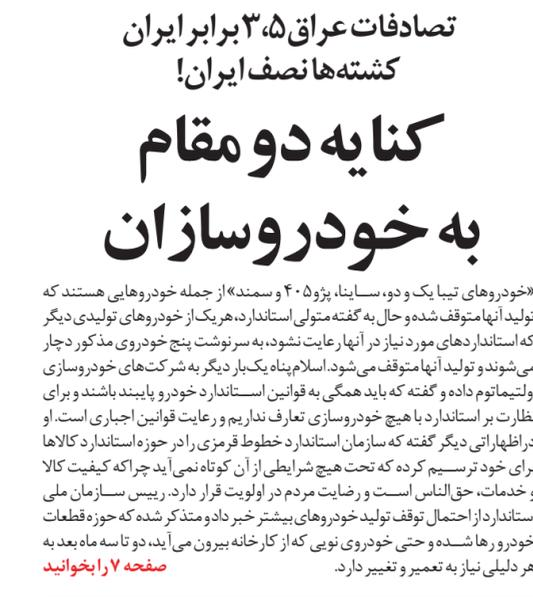 تصادفات عراق ۳،۵ برابر ایران
کشته‌ها نصف ایران!
کنایه دو مقام
به خودروسازان
«خودروهای تیبا یک و دو، ساینا، پژو ۴۰۵ و سمند» از جمله خودروهایی هستند که
تولید آنها متوقف شده و حال به گفته متولی استاندارد، هر یک از خودروهای تولیدی دیگر
که استانداردهای مورد نیاز در آنها رعایت نشود، به سرنوشت پنج خودروی مذکور دچار
می‌شوند و تولید آنها متوقف می‌شود. اسلام‌پناه یک‌بار دیگر به شرکت‌های خودروسازی
ولتیماتوم داده و گفته که باید همگی به قوانین استاندارد خودرو پایبند باشند و برای
ظارت بر استاندارد با هیچ خودروسازی تعارف نداریم و رعایت قوانین اجباری است. او
در اظهاراتی دیگر گفته که سازمان استاندارد خطوط قرمزی را در حوزه استاندارد کالاها
برای خود ترسیم کرده که تحت هیچ شرایطی از آن کوتاه نمی‌آید چراکه کیفیت کالا
و خدمات، حق‌الناس است و رضایت مردم در اولویت قرار دارد. رییس سازمان ملی
ستاندارد از احتمال توقف تولید خودروهای بیشتر خبر داد و متذکر شده که حوزه قطعات
خودرو رها شده و حتی خودروی نویی که از کارخانه بیرون می‌آید، دو تا سه ماه بعد به
هر دلیلی نیاز به تعمیر و تغییر دارد. صفحه ۷ را بخوانید